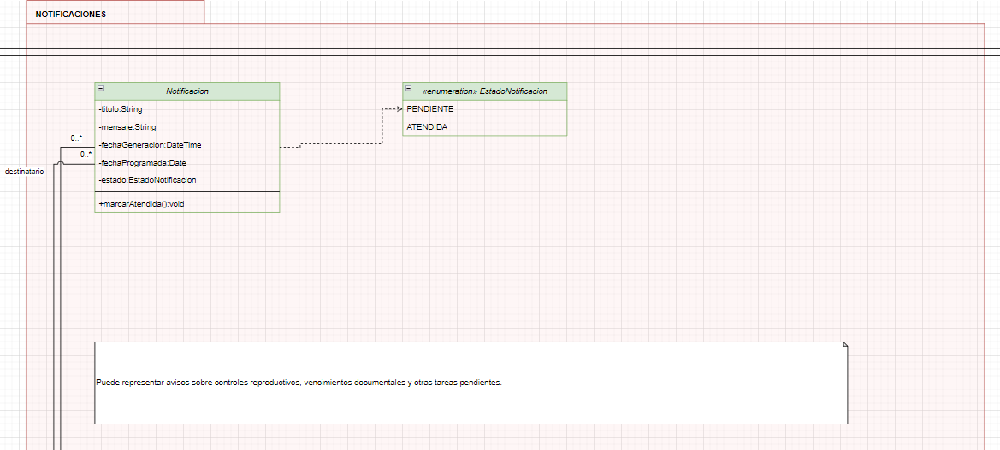 NOTIFICACIONES
Notificacion
-titulo:String
-mensaje:String
-fechaGeneracion:DateTime
-fechaProgramada:Date
-estado:EstadoNotificacion
+marcarAtendida():void
«enumeration» EstadoNotificacion
PENDIENTE
ATENDIDA
0..*
0..*
destinatario
Puede representar avisos sobre controles reproductivos, vencimientos documentales y otras tareas pendientes.